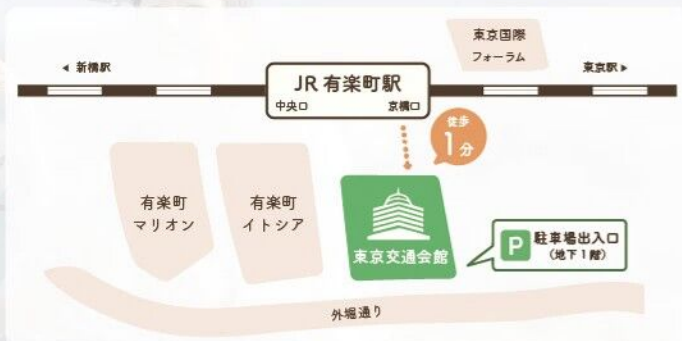 東京国際
フォーラム
◀ 新橋駅
東京駅 ▶
JR 有楽町駅
中央口
京橋口
徒歩
1分
有楽町
マリオン
有楽町
イトシア
東京交通会館
P
駐車場出入口
(地下1階)
外堀通り